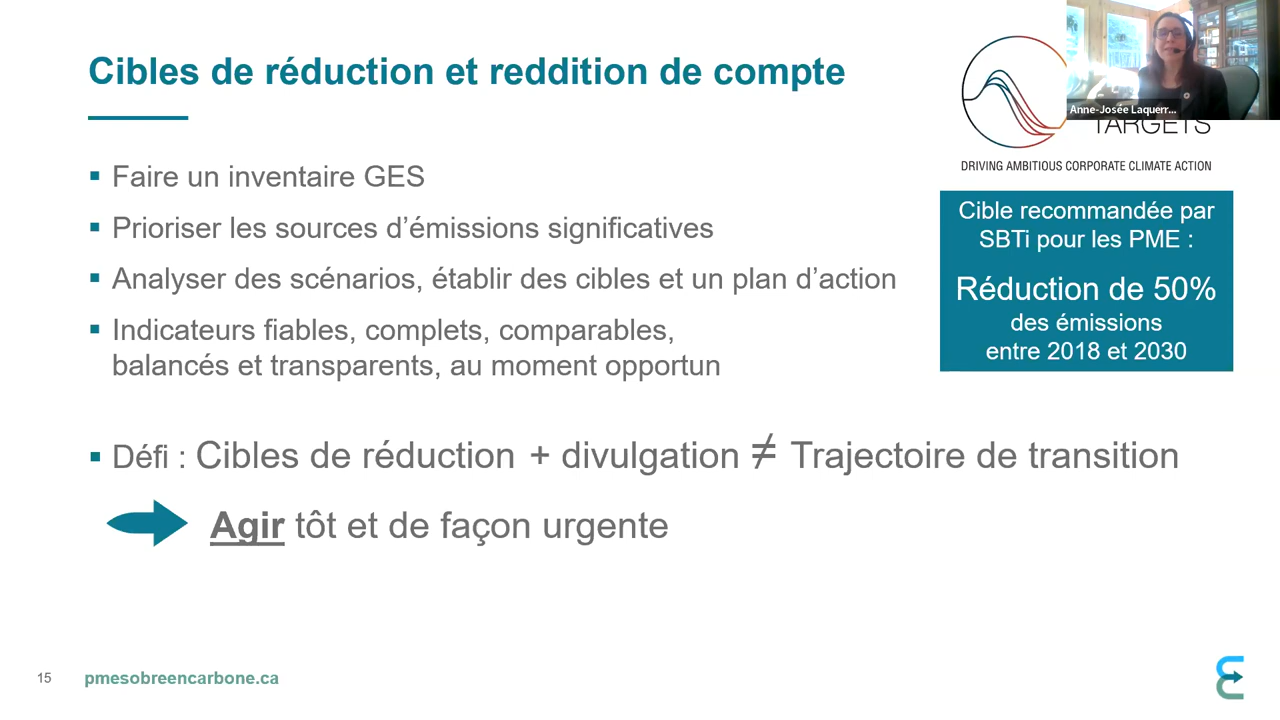 Cibles de réduction et reddition de compte
Anne-Josée Laquerr...
TARGETS
DRIVING AMBITIOUS CORPORATE CLIMATE ACTION
▪ Faire un inventaire GES
▪ Prioriser les sources d’émissions significatives
▪ Analyser des scénarios, établir des cibles et un plan d’action
▪ Indicateurs fiables, complets, comparables,
balancés et transparents, au moment opportun
Cible recommandée par
SBTi pour les PME :
Réduction de 50%
des émissions
entre 2018 et 2030
▪ Défi : Cibles de réduction + divulgation ≠ Trajectoire de transition
Agir tôt et de façon urgente
15 pmesobreencarbone.ca